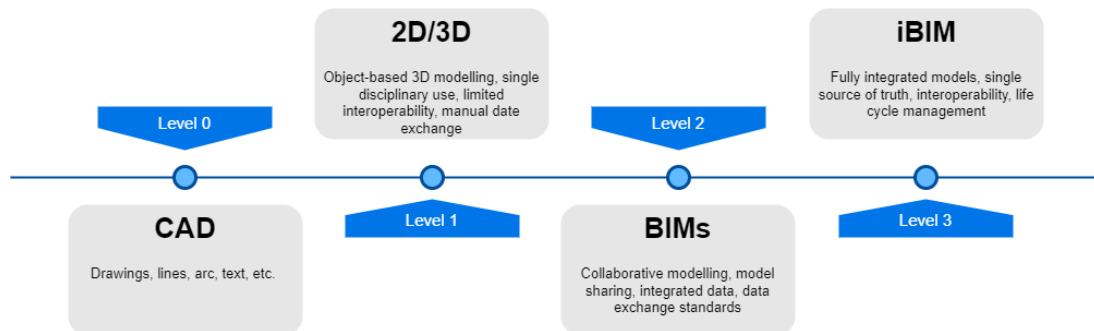 Level 0
CAD
Drawings, lines, arc, text, etc.
2D/3D
Object-based 3D modelling, single
disciplinary use, limited
interoperability, manual date
exchange
Level 1
Level 2
BIMs
Collaborative modelling, model
sharing, integrated data, data
exchange standards
iBIM
Fully integrated models, single
source of truth, interoperability, life
cycle management
Level 3